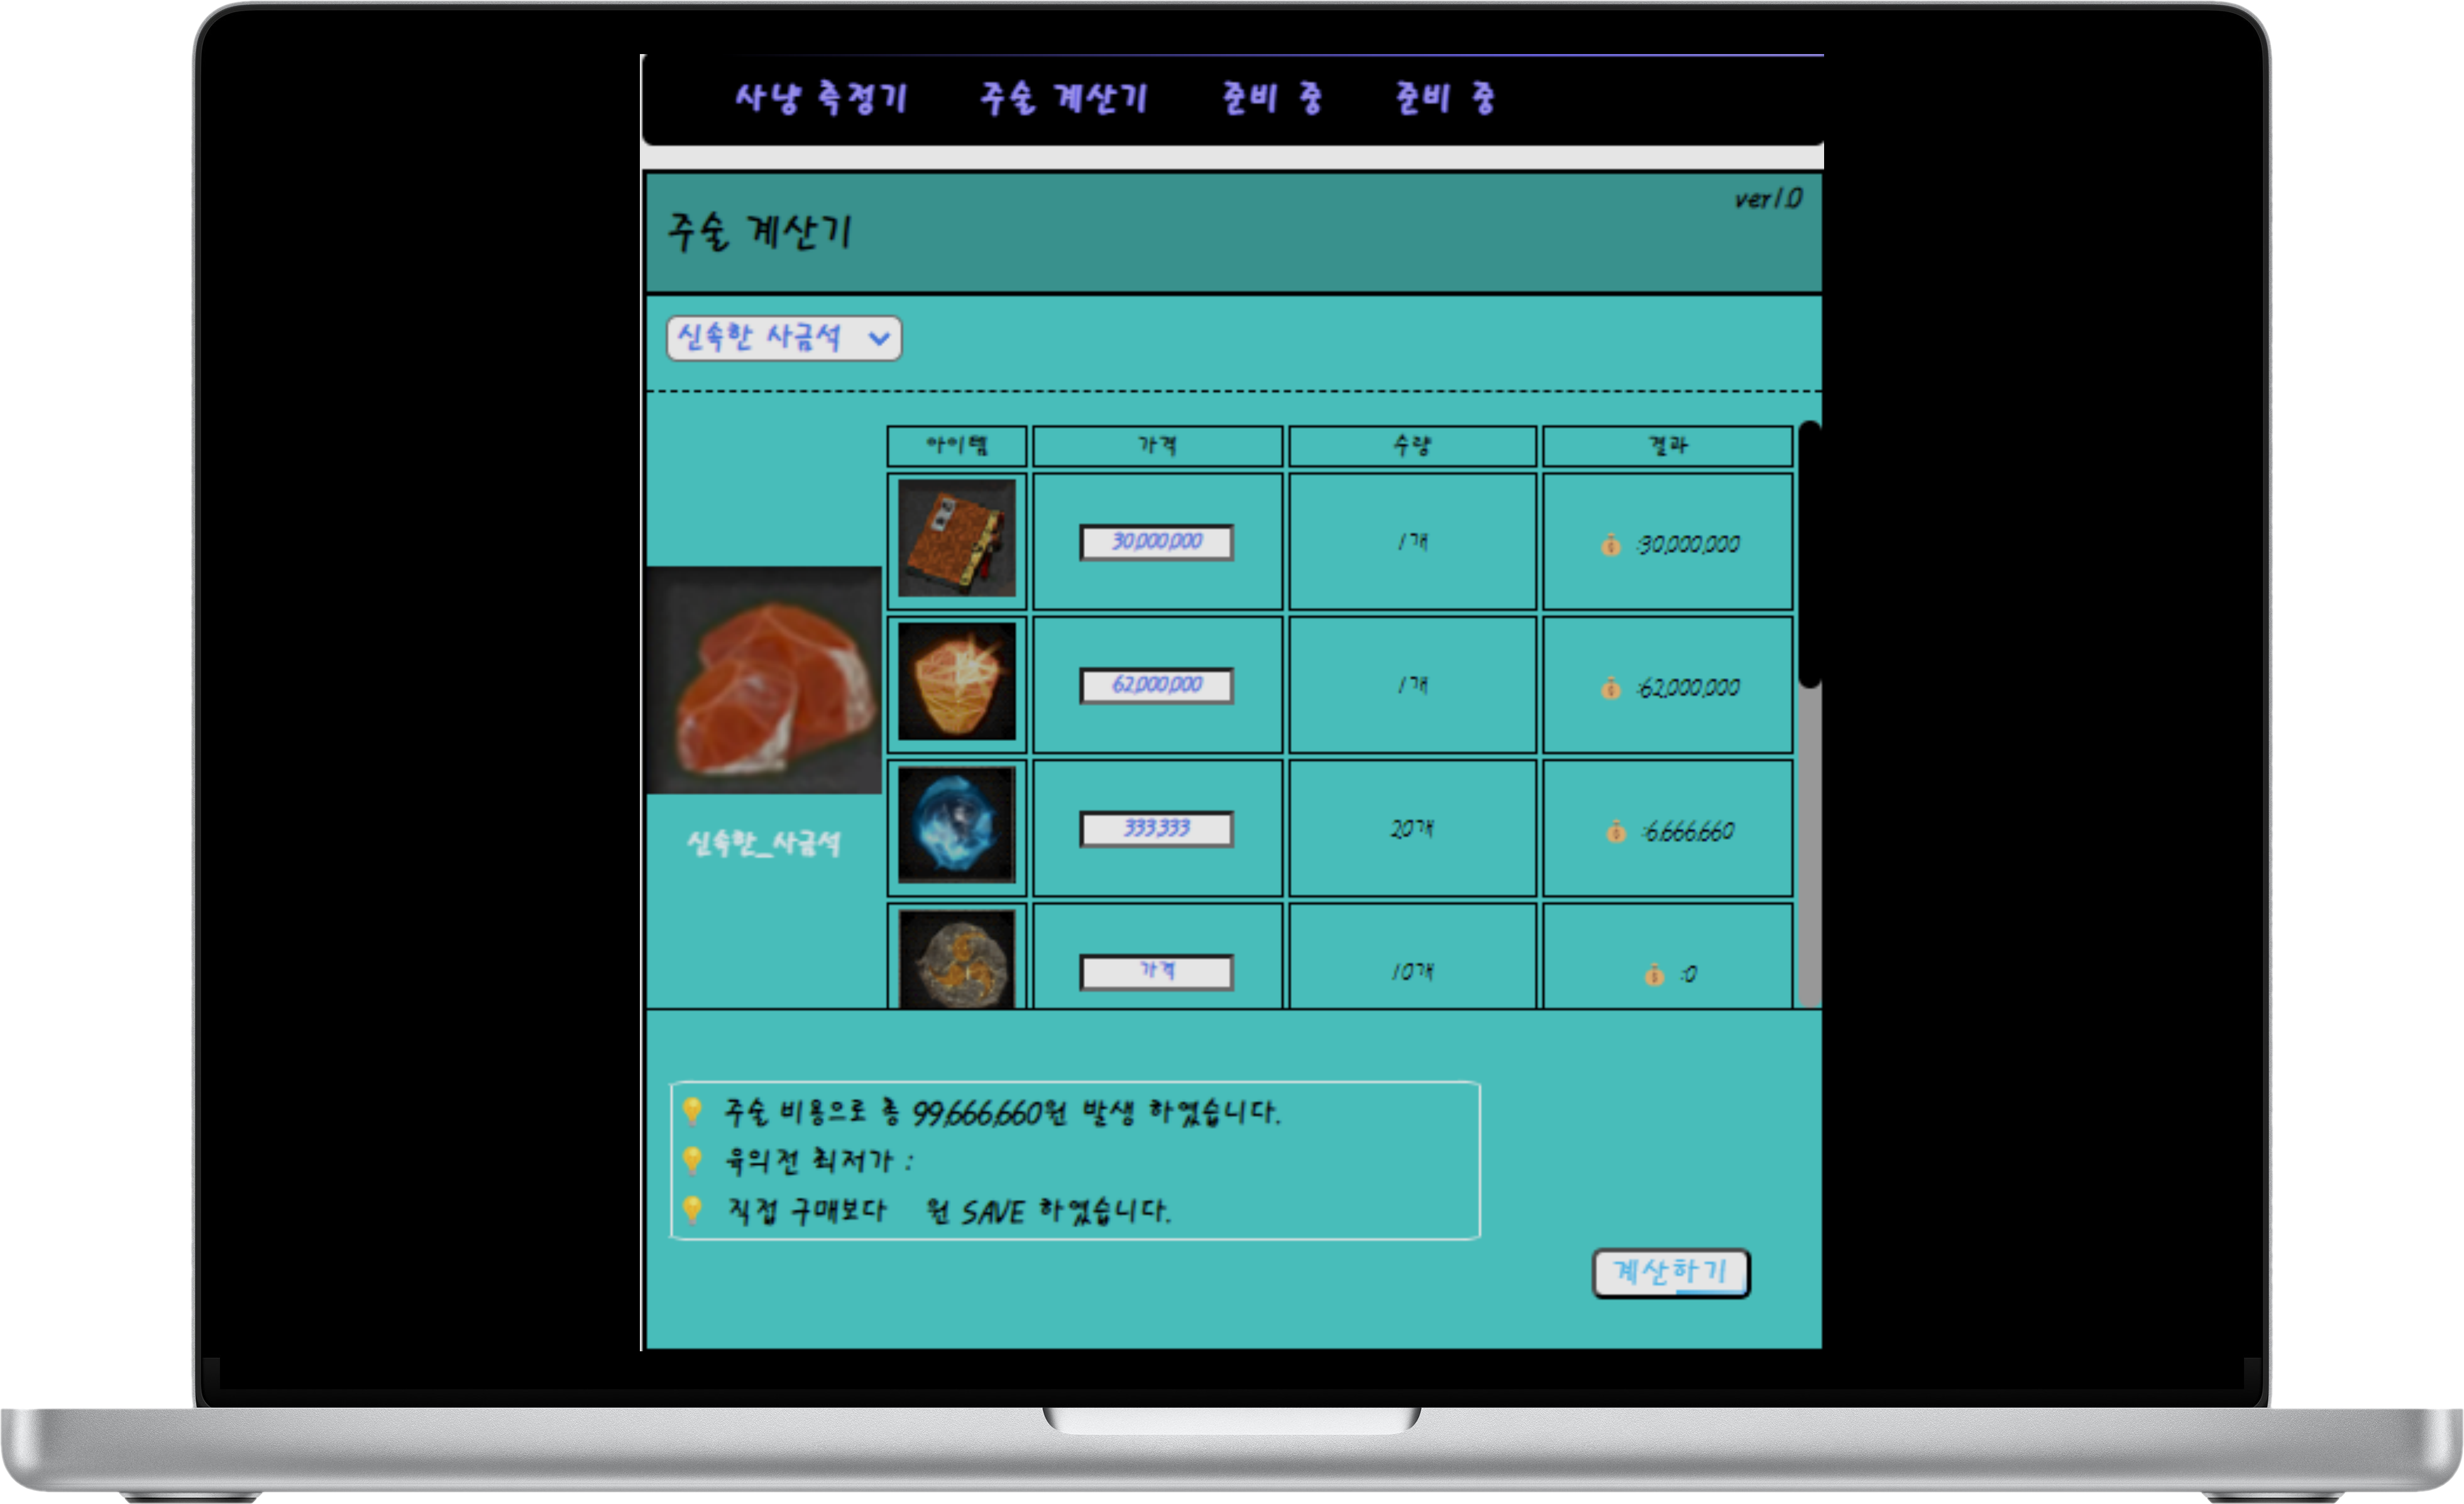 사냥 측정기 주술 계산기 준비 중 준비 중
ver1.0
주술 계산기
신속한 사금석
아이템 가격 수량 결과
30,000,000 1개 :30,000,000
62,000,000 1개 :62,000,000
333,333 20개 :6,666,660
가격 10개 :0
신속한_사금석
주술 비용으로 총 99,666,660원 발생 하였습니다.
육의전 최저가 :
직접 구매보다 원 SAVE 하였습니다.
계산하기